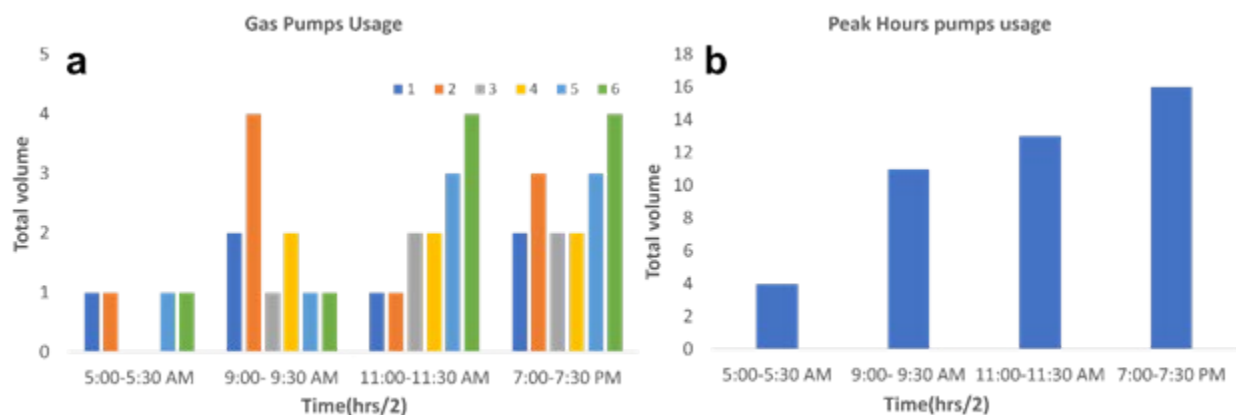 Gas Pumps Usage
a
5
4
3
2
1
0
Total volume
1 2 3 4 5 6
5:00-5:30 AM 9:00- 9:30 AM 11:00-11:30 AM 7:00-7:30 PM
Time(hrs/2)
Peak Hours pumps usage
b
18
16
14
12
10
8
6
4
2
0
Total volume
5:00-5:30 AM 9:00- 9:30 AM 11:00-11:30 AM 7:00-7:30 PM
Time(hrs/2)